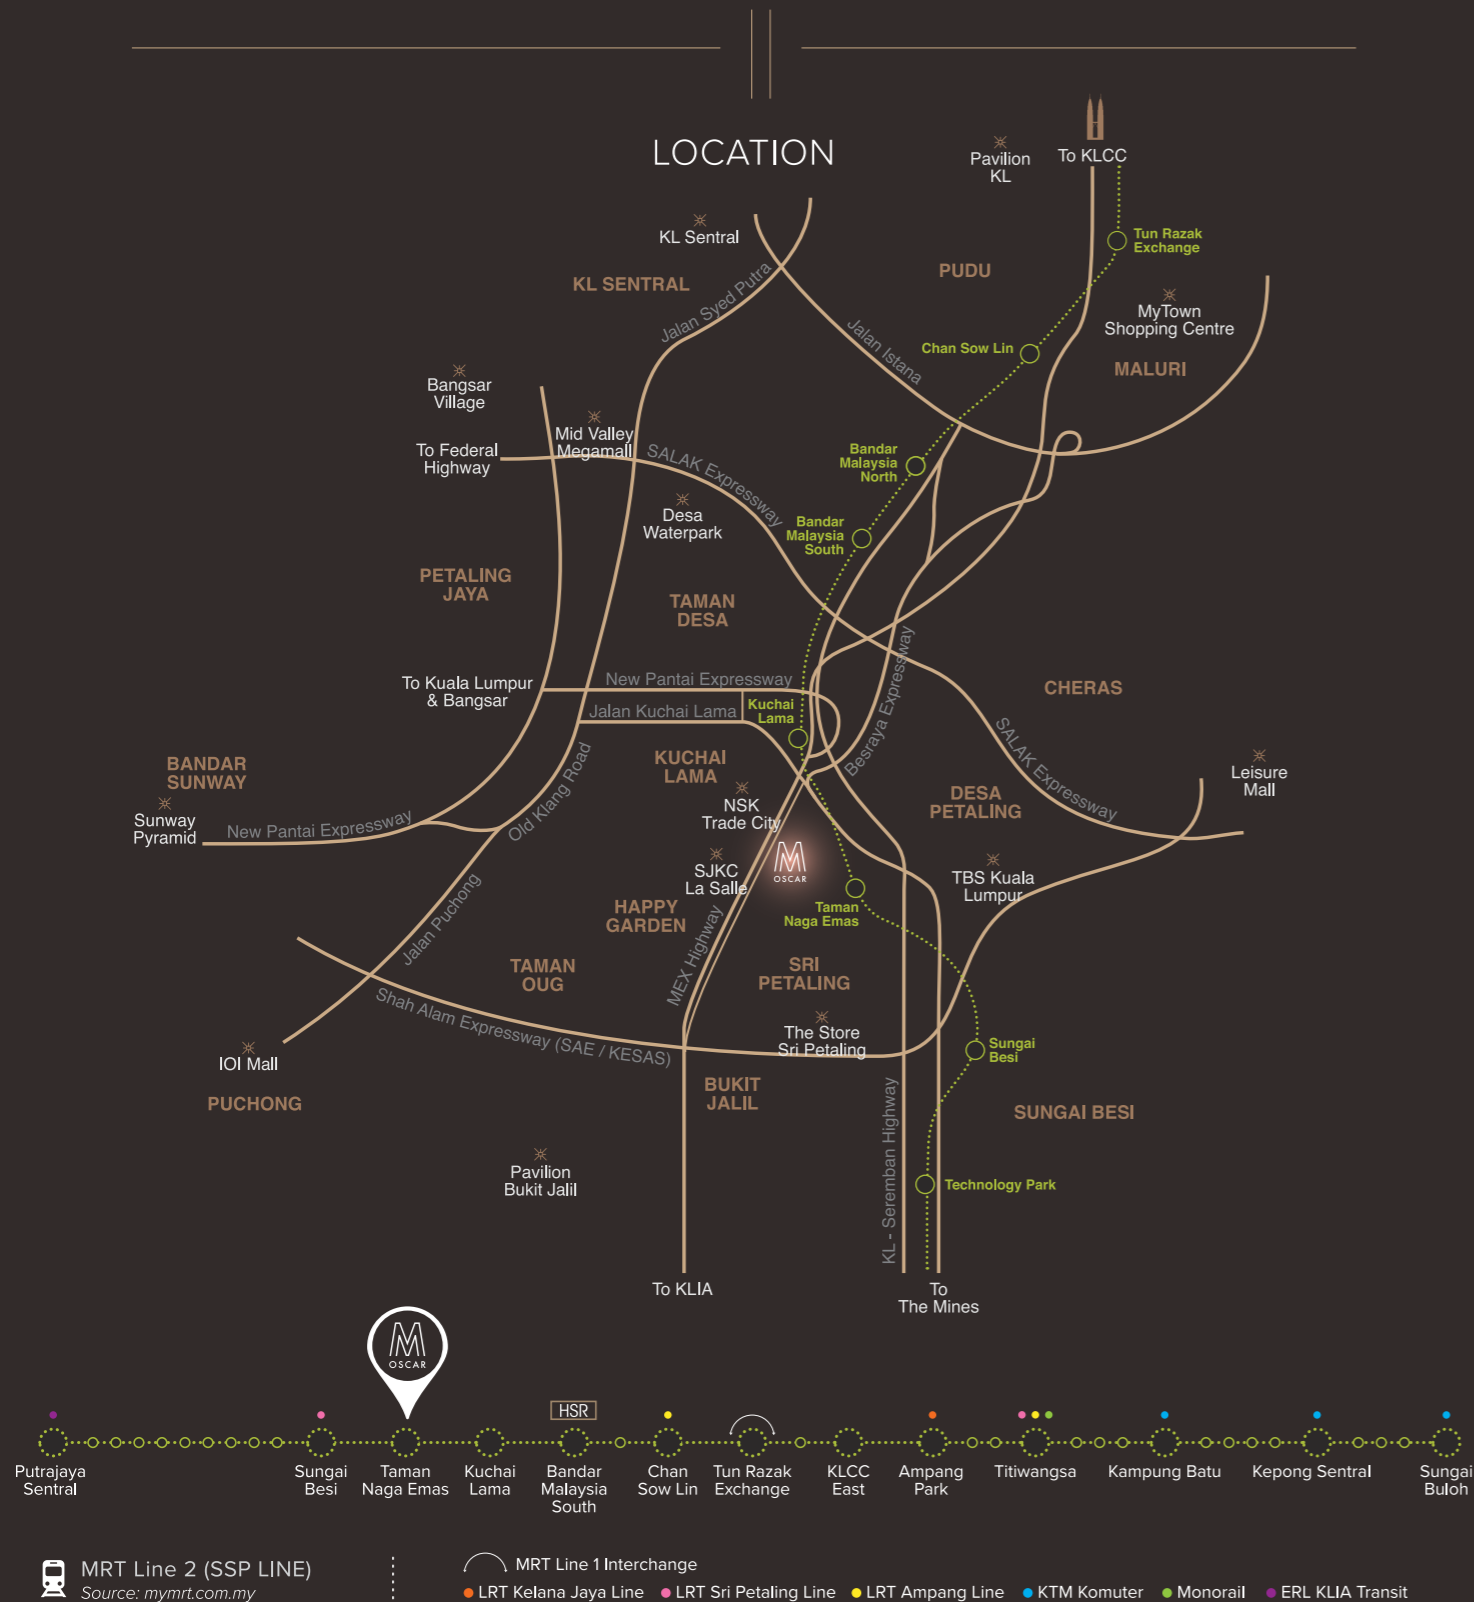 LOCATION
Pavilion
KL
To KLCC
KL Sentral
Tun Razak
Exchange
KL SENTRAL
PUDU
Jalan Syed Putra
MyTown
Shopping Centre
Jalan Istana
Chan Sow Lin
MALURI
Bangsar
Village
Mid Valley
Megamall
To Federal
Highway
SALAK Expressway
Bandar
Malaysia
North
Desa
Waterpark
Bandar
Malaysia
South
PETALING
JAYA
TAMAN
DESA
Besraya Expressway
To Kuala Lumpur
& Bangsar
New Pantai Expressway
Jalan Kuchai Lama
Kuchai
Lama
CHERAS
SALAK Expressway
BANDAR
SUNWAY
KUCHAI
LAMA
Old Klang Road
Leisure
Mall
Sunway
Pyramid
New Pantai Expressway
NSK
Trade City
DESA
PETALING
M
OSCAR
SJKC
La Salle
TBS Kuala
Lumpur
Jalan Puchong
HAPPY
GARDEN
Taman
Naga Emas
MEX Highway
TAMAN
OUG
SRI
PETALING
Shah Alam Expressway (SAE / KESAS)
The Store
Sri Petaling
Sungai
Besi
IOI Mall
PUCHONG
BUKIT
JALIL
SUNGAI BESI
KL - Seremban Highway
Pavilion
Bukit Jalil
Technology Park
To KLIA
To
The Mines
M
OSCAR
HSR
Putrajaya
Sentral
Sungai
Besi
Taman
Naga Emas
Kuchai
Lama
Bandar
Malaysia
South
Chan
Sow Lin
Tun Razak
Exchange
KLCC
East
Ampang
Park
Titiwangsa
Kampung Batu
Kepong Sentral
Sungai
Buloh
MRT Line 2 (SSP LINE)
Source: mymrt.com.my
MRT Line 1 Interchange
LRT Kelana Jaya Line
LRT Sri Petaling Line
LRT Ampang Line
KTM Komuter
Monorail
ERL KLIA Transit